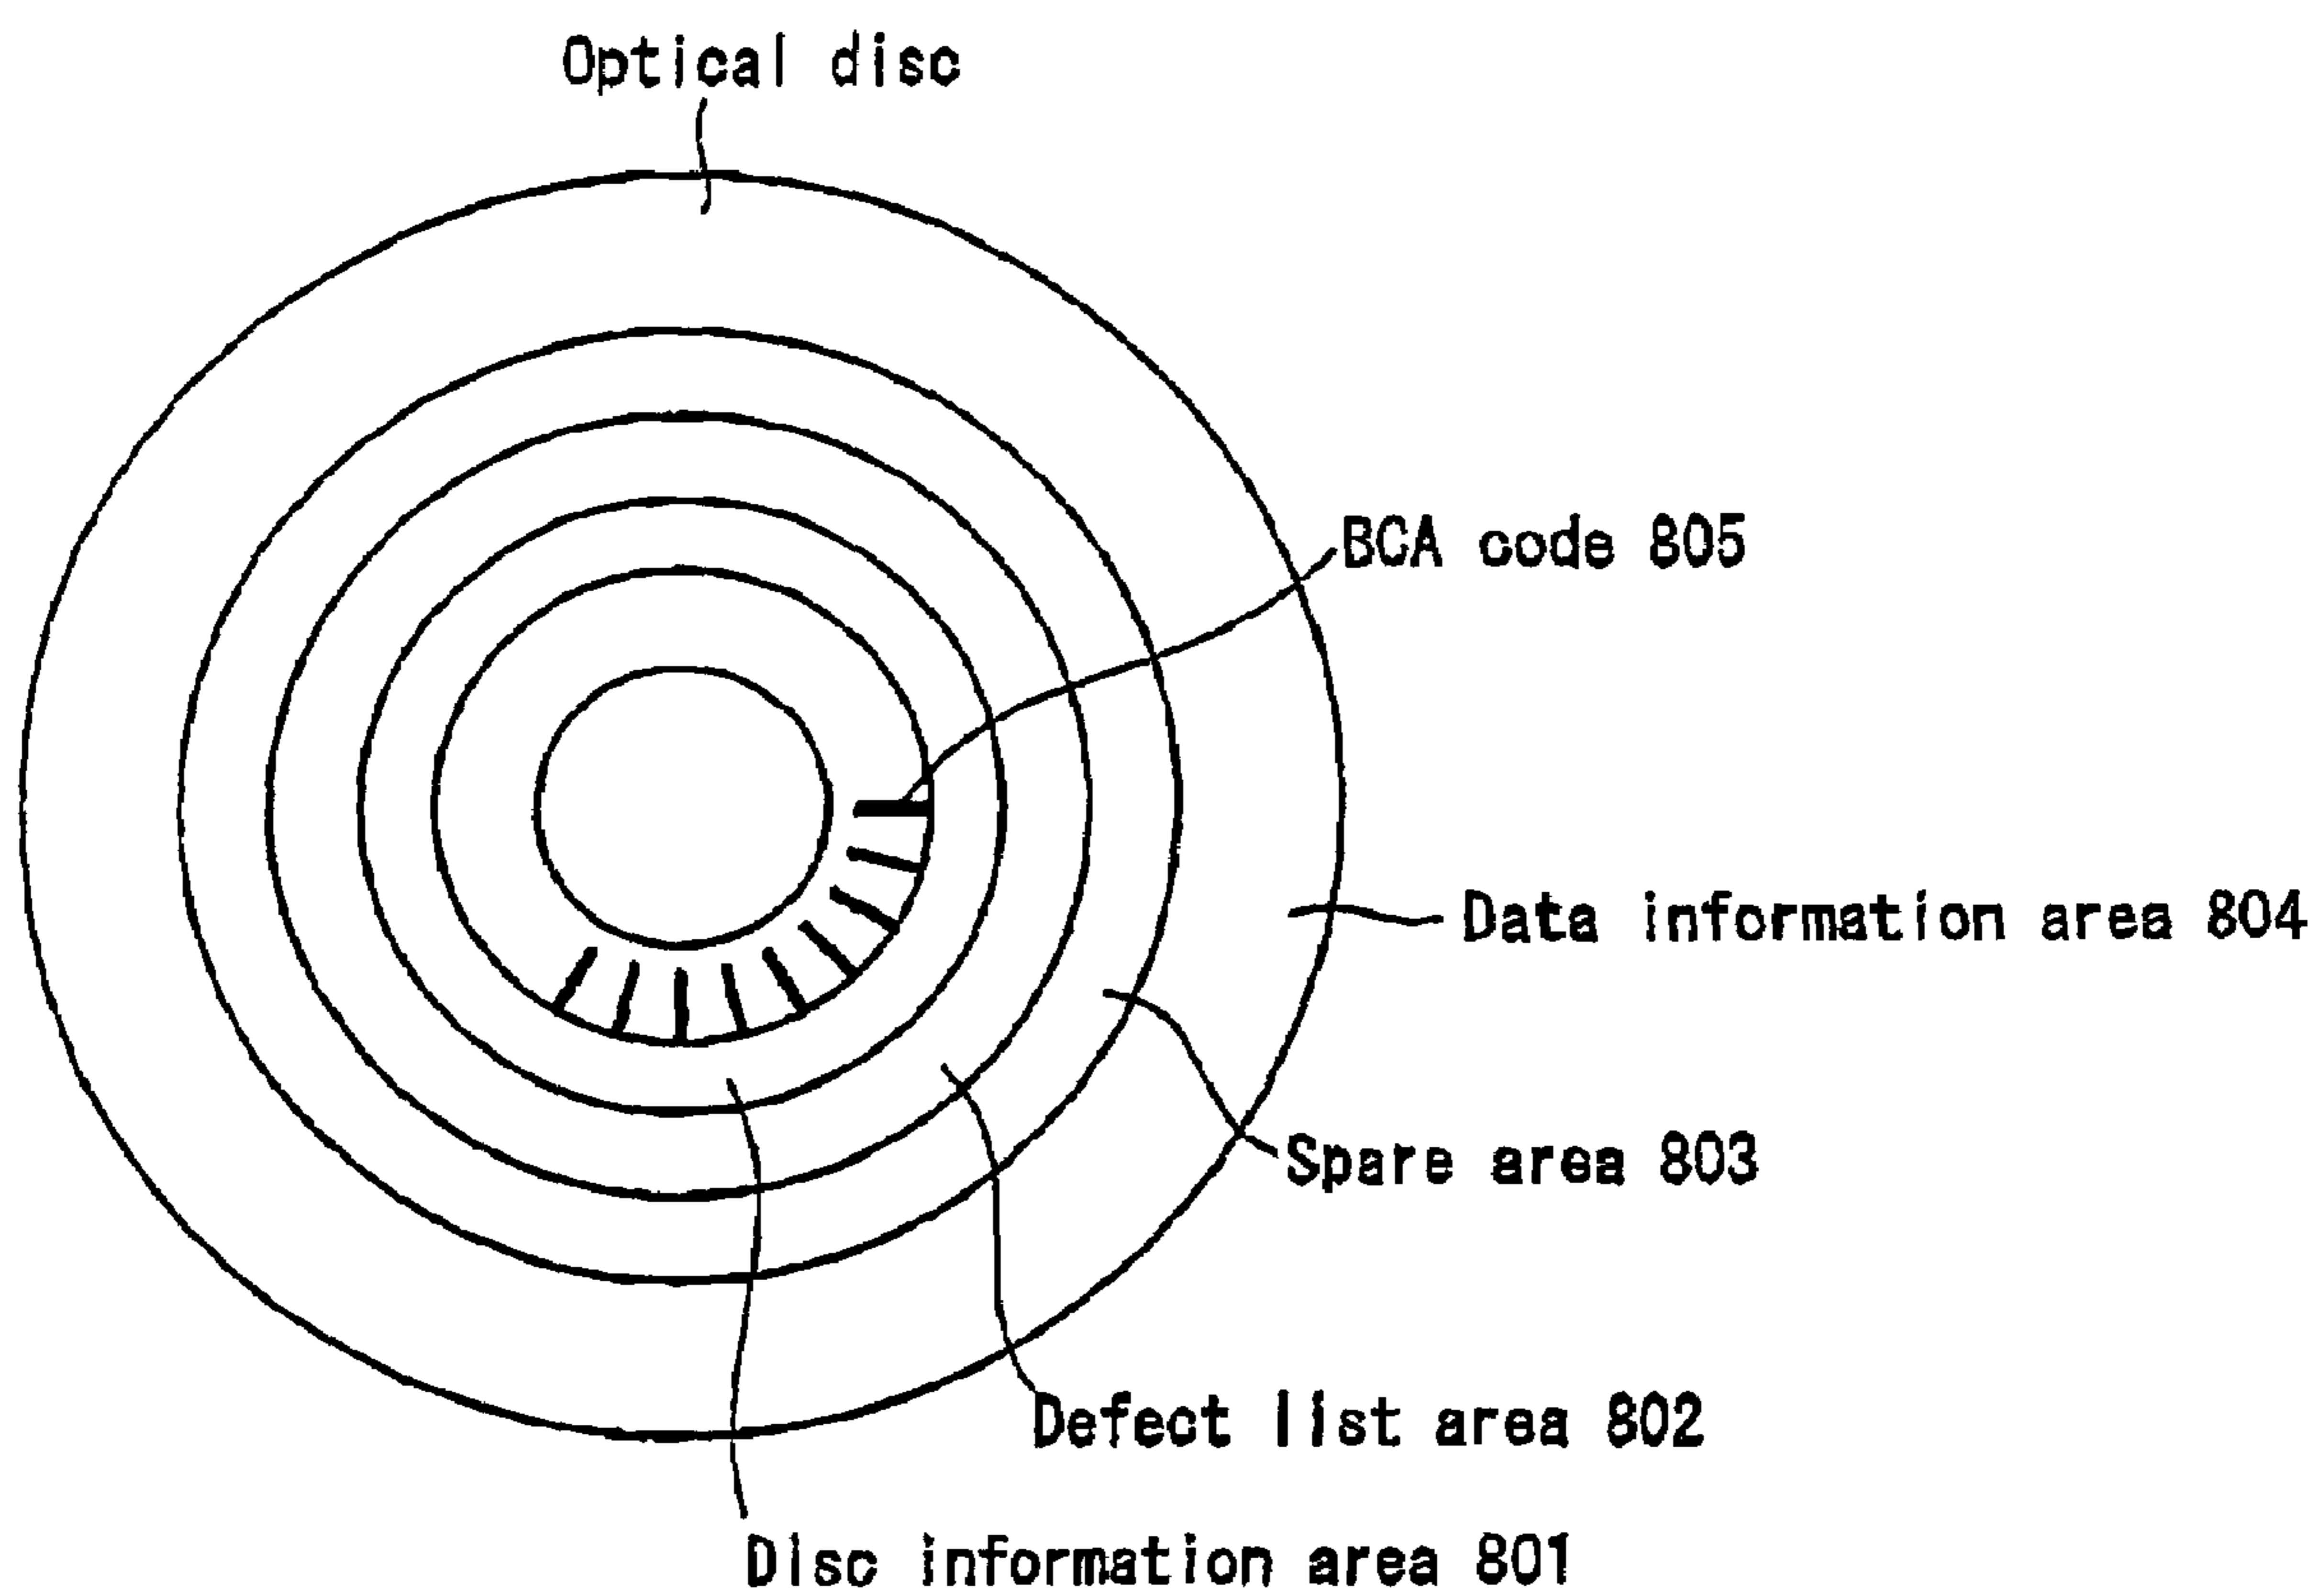 Optical disc
BCA code 805
Data information area 804
Spare area 803
Defect list area 802
Disc information area 801